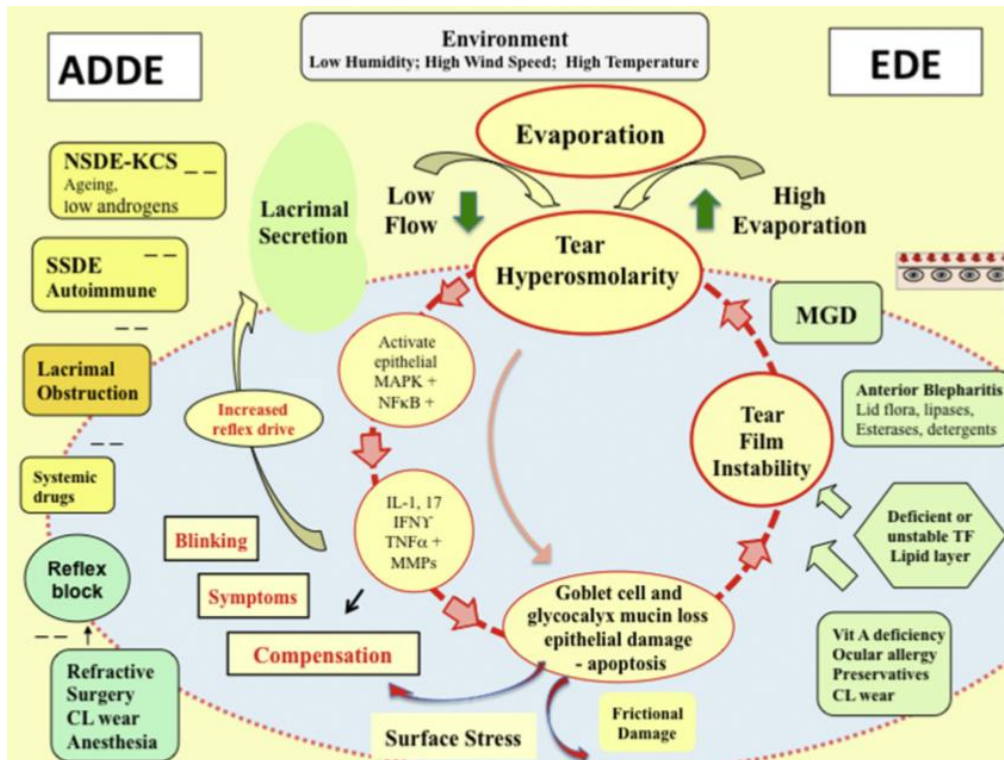 ADDE
Environment
Low Humidity; High Wind Speed; High Temperature
EDE
Evaporation
NSDE-KCS
Ageing,
low androgens
Lacrimal
Secretion
Low
Flow
High
Evaporation
Tear
Hyperosmolarity
SSDE
Autoimmune
MGD
Lacrimal
Obstruction
Activate
epithelial
MAPK +
NFκB +
Increased
reflex drive
Tear
Film
Instability
Anterior Blepharitis
Lid flora, lipases,
Esterases, detergents
Systemic
drugs
IL-1, 17
IFNϒ
TNFα +
MMPs
Blinking
Symptoms
Compensation
Deficient or
unstable TF
Lipid layer
Reflex
block
Goblet cell and
glycocalyx mucin loss
epithelial damage
- apoptosis
Vit A deficiency
Ocular allergy
Preservatives
CL wear
Refractive
Surgery
CL wear
Anesthesia
Surface Stress
Frictional
Damage